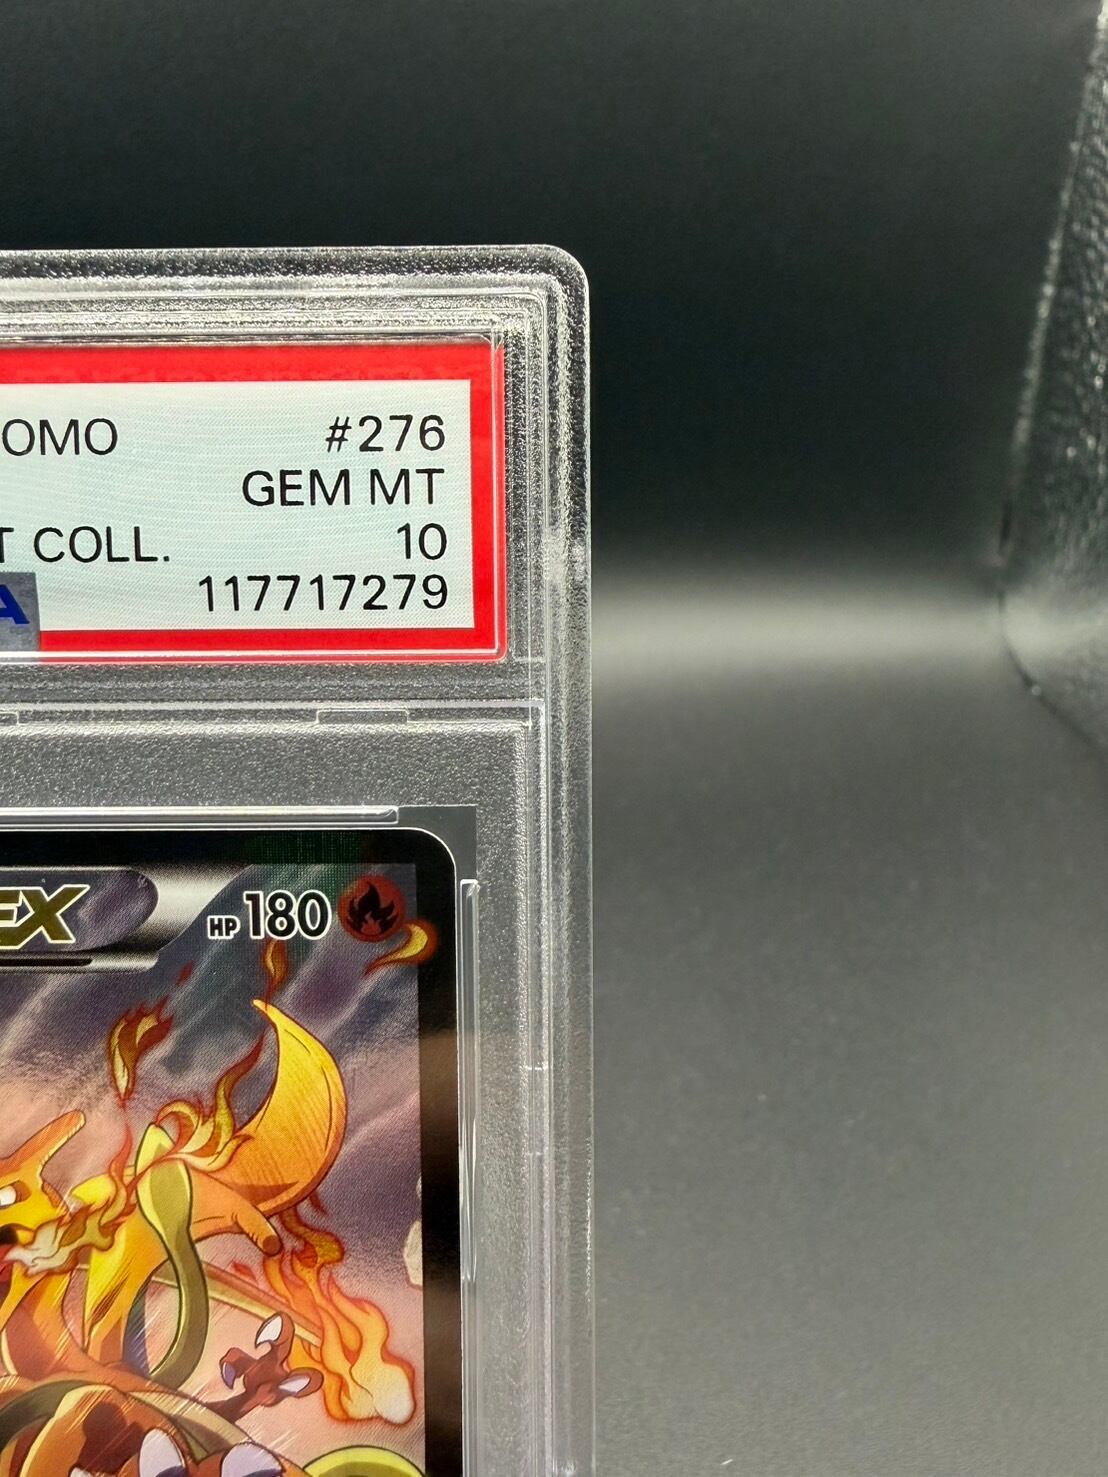 OMO #276
GEM MT
T COLL. 10
A 117717279
EX HP 180